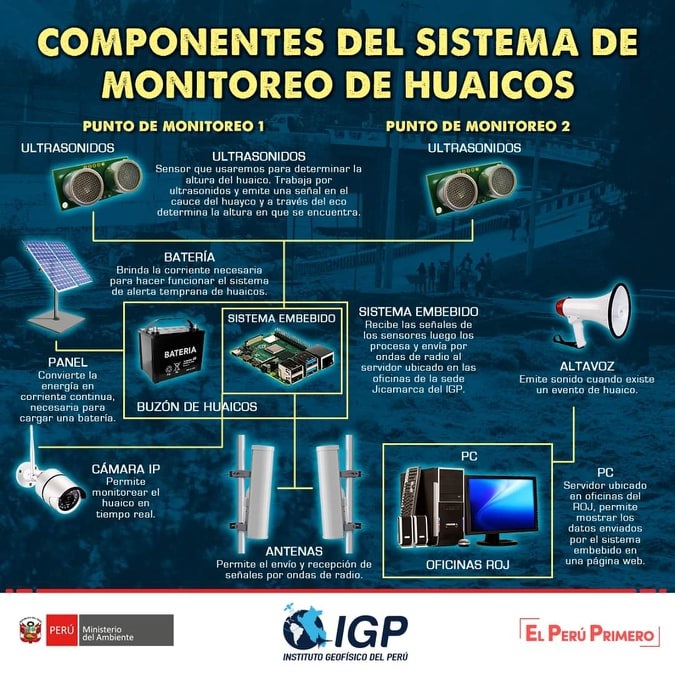 COMPONENTES DEL SISTEMA DE
MONITOREO DE HUAICOS
PUNTO DE MONITOREO 1
PUNTO DE MONITOREO 2
ULTRASONIDOS
ULTRASONIDOS
Sensor que usaremos para determinar la
altura del huaico. Trabaja por
ultrasonidos y emite una señal en el
cauce del huayco y a través del eco
determina la altura en que se encuentra.
ULTRASONIDOS
BATERÍA
Brinda la corriente necesaria
para hacer funcionar el sistema
de alerta temprana de huaicos.
PANEL
Convierte la
energía en
corriente continua,
necesaria para
cargar una batería.
BATERIA
BUZÓN DE HUAICOS
SISTEMA EMBEBIDO
SISTEMA EMBEBIDO
Recibe las señales de
los sensores luego los
procesa y envía por
ondas de radio al
servidor ubicado en las
oficinas de la sede
Jicamarca del IGP.
ALTAVOZ
Emite sonido cuando existe
un evento de huaico.
CÁMARA IP
Permite
monitorear el
huaico en
tiempo real.
ANTENAS
Permite el envío y recepción de
señales por ondas de radio.
PC
OFICINAS ROJ
PC
Servidor ubicado
en oficinas del
ROJ, permite
mostrar los
datos enviados
por el sistema
embebido en
una página web.
PERÚ
Ministerio
del Ambiente
IGP
INSTITUTO GEOFÍSICO DEL PERÚ
EL PERÚ PRIMERO